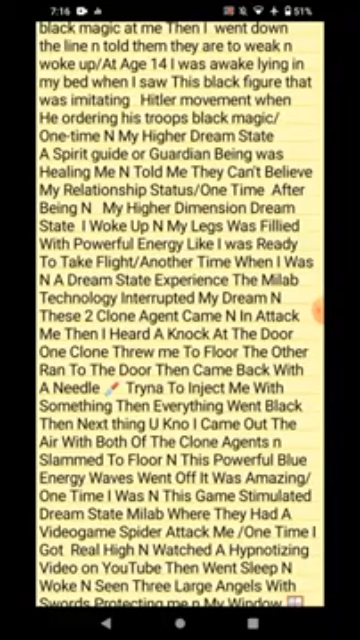 7:16
51%
black magic at me Then I went down
the line n told them they are to weak n
woke up/At Age 14 I was awake lying in
my bed when I saw This black figure that
was imitating Hitler movement when
He ordering his troops black magic/
One-time N My Higher Dream State
A Spirit guide or Guardian Being was
Healing Me N Told Me They Can't Believe
My Relationship Status/One Time After
Being N My Higher Dimension Dream
State I Woke Up N My Legs Was Fillied
With Powerful Energy Like I was Ready
To Take Flight/Another Time When I Was
N A Dream State Experience The Milab
Technology Interrupted My Dream N
These 2 Clone Agent Came N In Attack
Me Then I Heard A Knock At The Door
One Clone Threw me To Floor The Other
Ran To The Door Then Came Back With
A Needle 💉 Tryna To Inject Me With
Something Then Everything Went Black
Then Next thing U Kno I Came Out The
Air With Both Of The Clone Agents n
Slammed To Floor N This Powerful Blue
Energy Waves Went Off It Was Amazing/
One Time I Was N This Game Stimulated
Dream State Milab Where They Had A
Videogame Spider Attack Me /One Time I
Got Real High N Watched A Hypnotizing
Video on YouTube Then Went Sleep N
Woke N Seen Three Large Angels With
Swords Protecting me n My Window 🪟